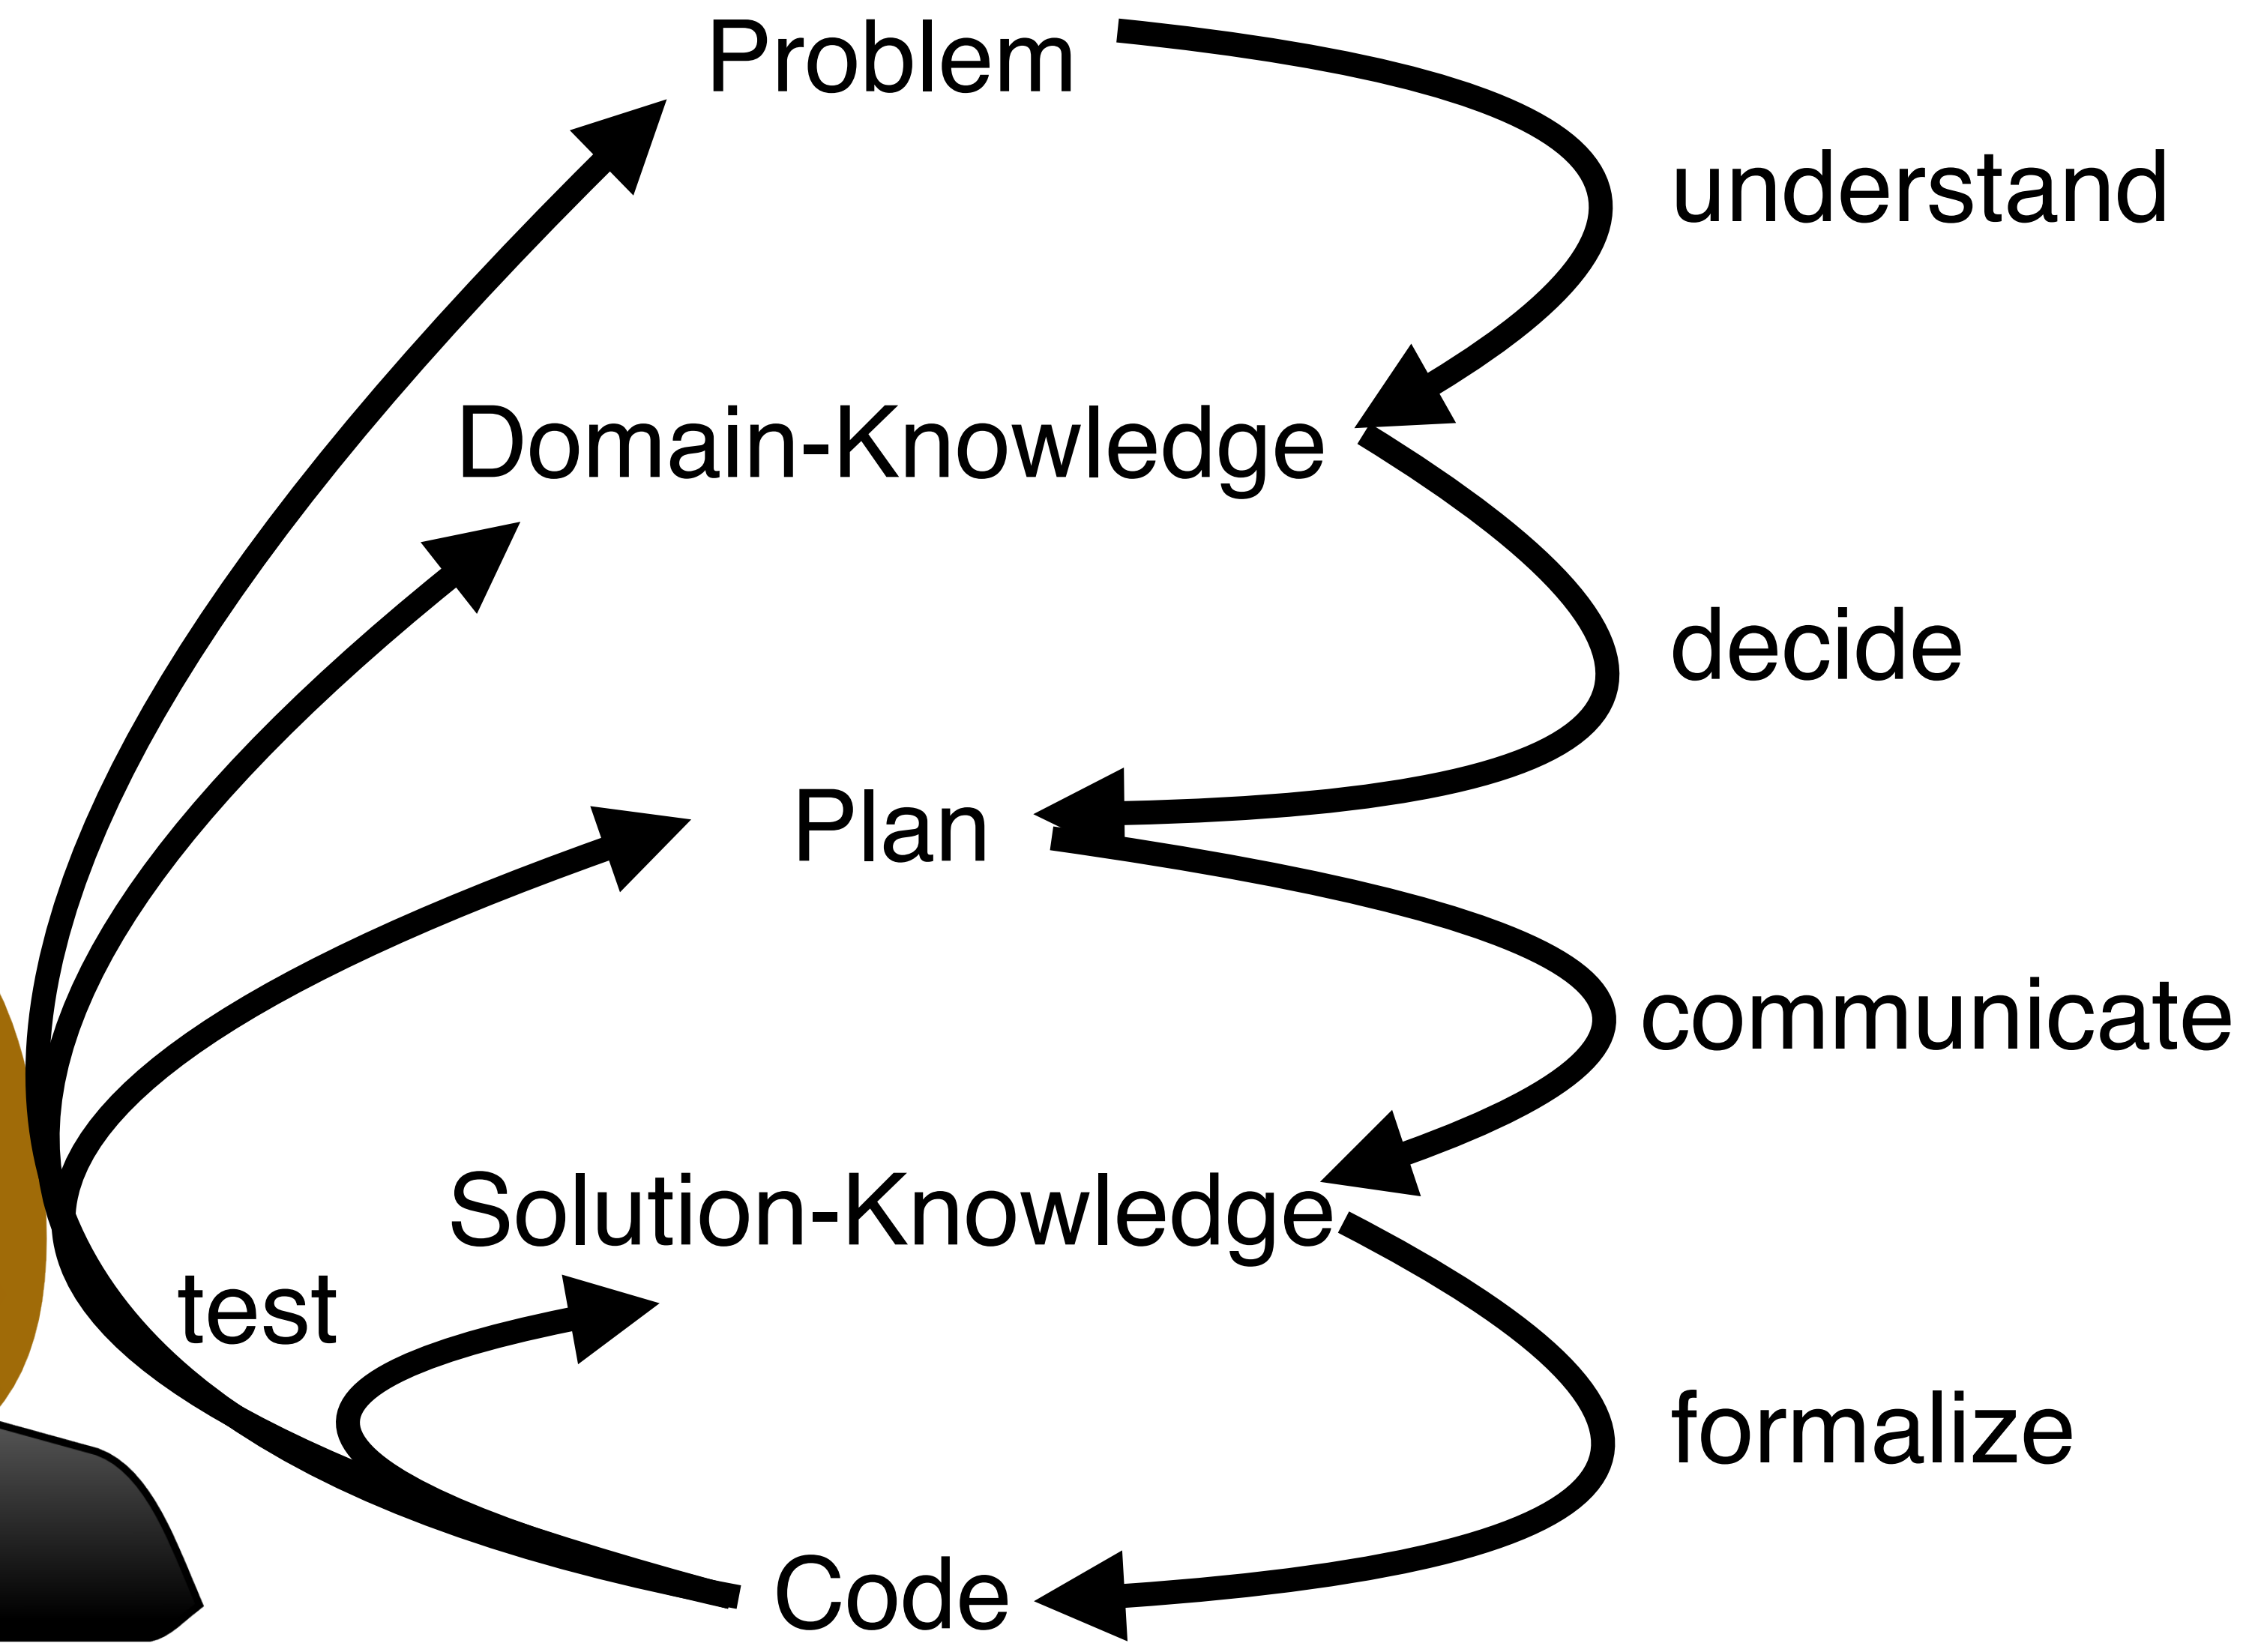 Problem
understand
Domain-Knowledge
decide
Plan
communicate
Solution-Knowledge
test
formalize
Code